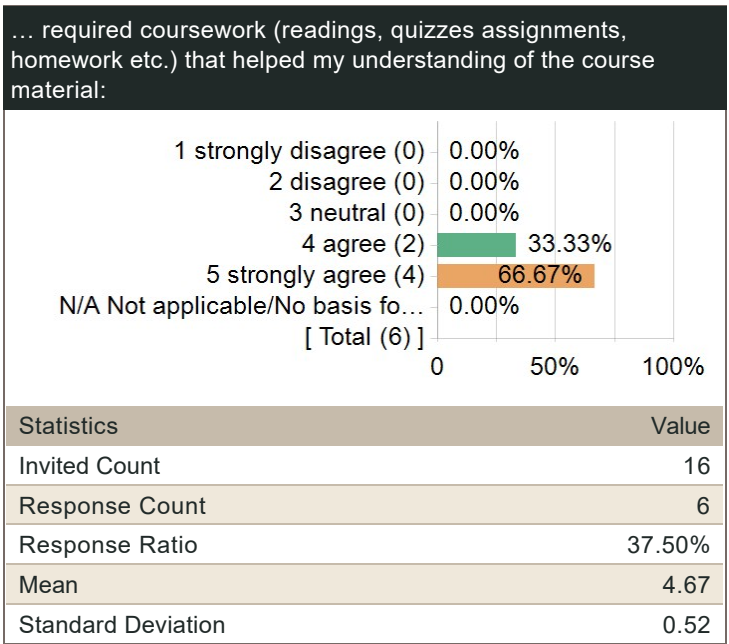 … required coursework (readings, quizzes assignments,
homework etc.) that helped my understanding of the course
material:
1 strongly disagree (0) 0.00%
2 disagree (0) 0.00%
3 neutral (0) 0.00%
4 agree (2) 33.33%
5 strongly agree (4) 66.67%
N/A Not applicable/No basis fo… 0.00%
[ Total (6) ]
0 50% 100%
Statistics Value
Invited Count 16
Response Count 6
Response Ratio 37.50%
Mean 4.67
Standard Deviation 0.52